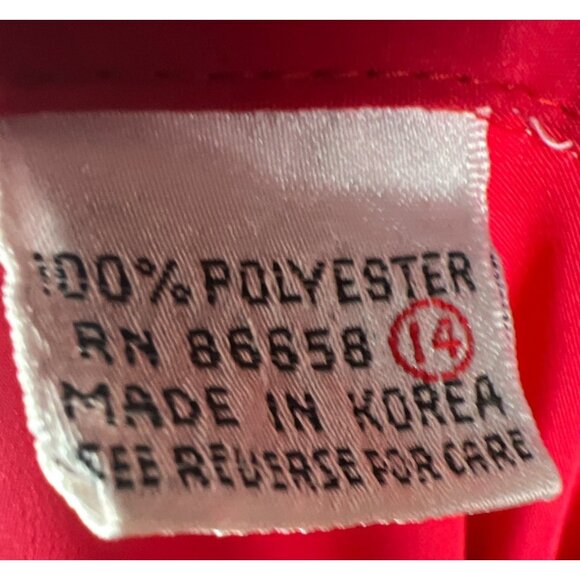 100% POLYESTER
RN 86658 14
MADE IN KOREA
SEE REVERSE FOR CARE